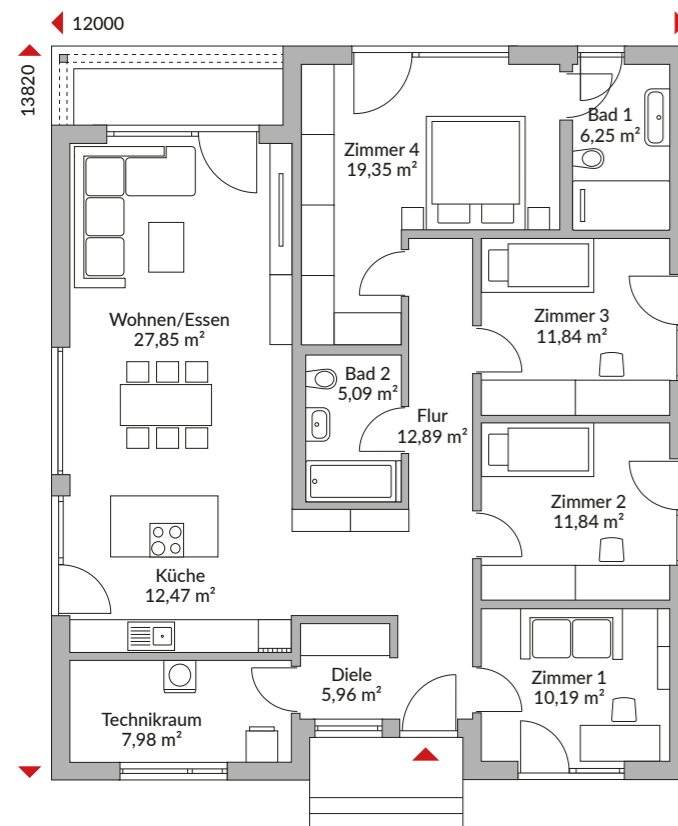 12000
13820
Bad 1
6,25 m²
Zimmer 4
19,35 m²
Wohnen/Essen
27,85 m²
Zimmer 3
11,84 m²
Bad 2
5,09 m²
Flur
12,89 m²
Zimmer 2
11,84 m²
Küche
12,47 m²
Diele
5,96 m²
Zimmer 1
10,19 m²
Technikraum
7,98 m²